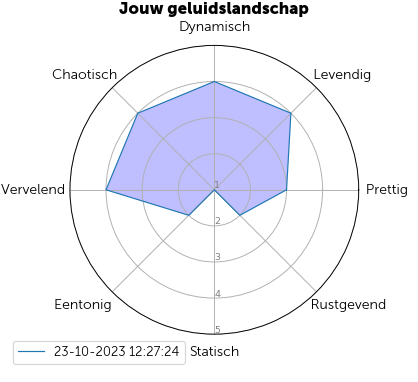 Jouw geluidslandschap
Dynamisch
Chaotisch
Levendig
Vervelend
1
Prettig
2
3
Eentonig
4
Rustgevend
5
23-10-2023 12:27:24
Statisch